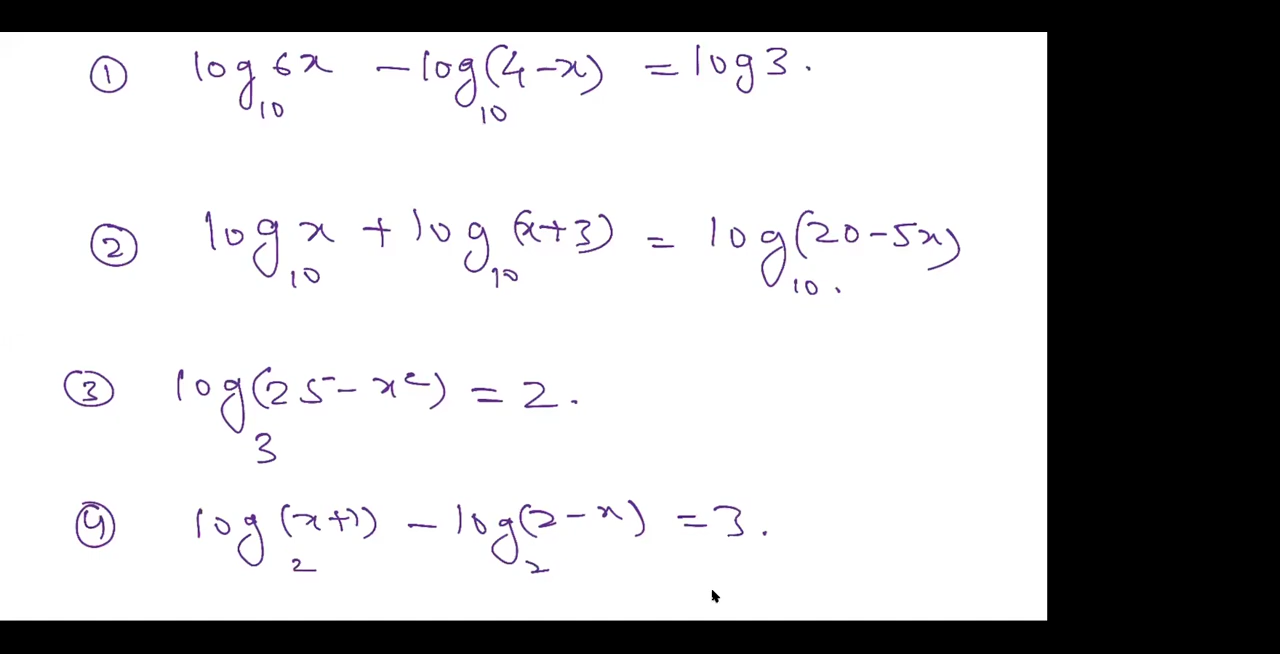 ① log₁₀ 6x − log₁₀(4−x) = log 3.
② log₁₀ x + log₁₀(x+3) = log₁₀(20−5x).
③ log₃(25−x²) = 2.
④ log₂(x+1) − log₂(2−x) = 3.